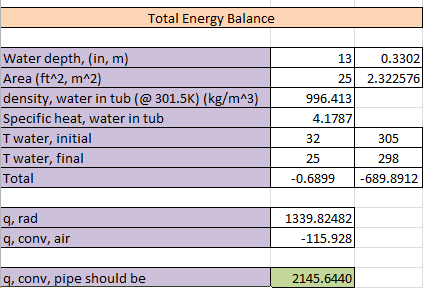 Total Energy Balance
Water depth, (in, m) 13 0.3302
Area (ft^2, m^2) 25 2.322576
density, water in tub (@ 301.5K) (kg/m^3) 996.413
Specific heat, water in tub 4.1787
T water, initial 32 305
T water, final 25 298
Total -0.6899 -689.8912
q, rad 1339.82482
q, conv, air -115.928
q, conv, pipe should be 2145.6440